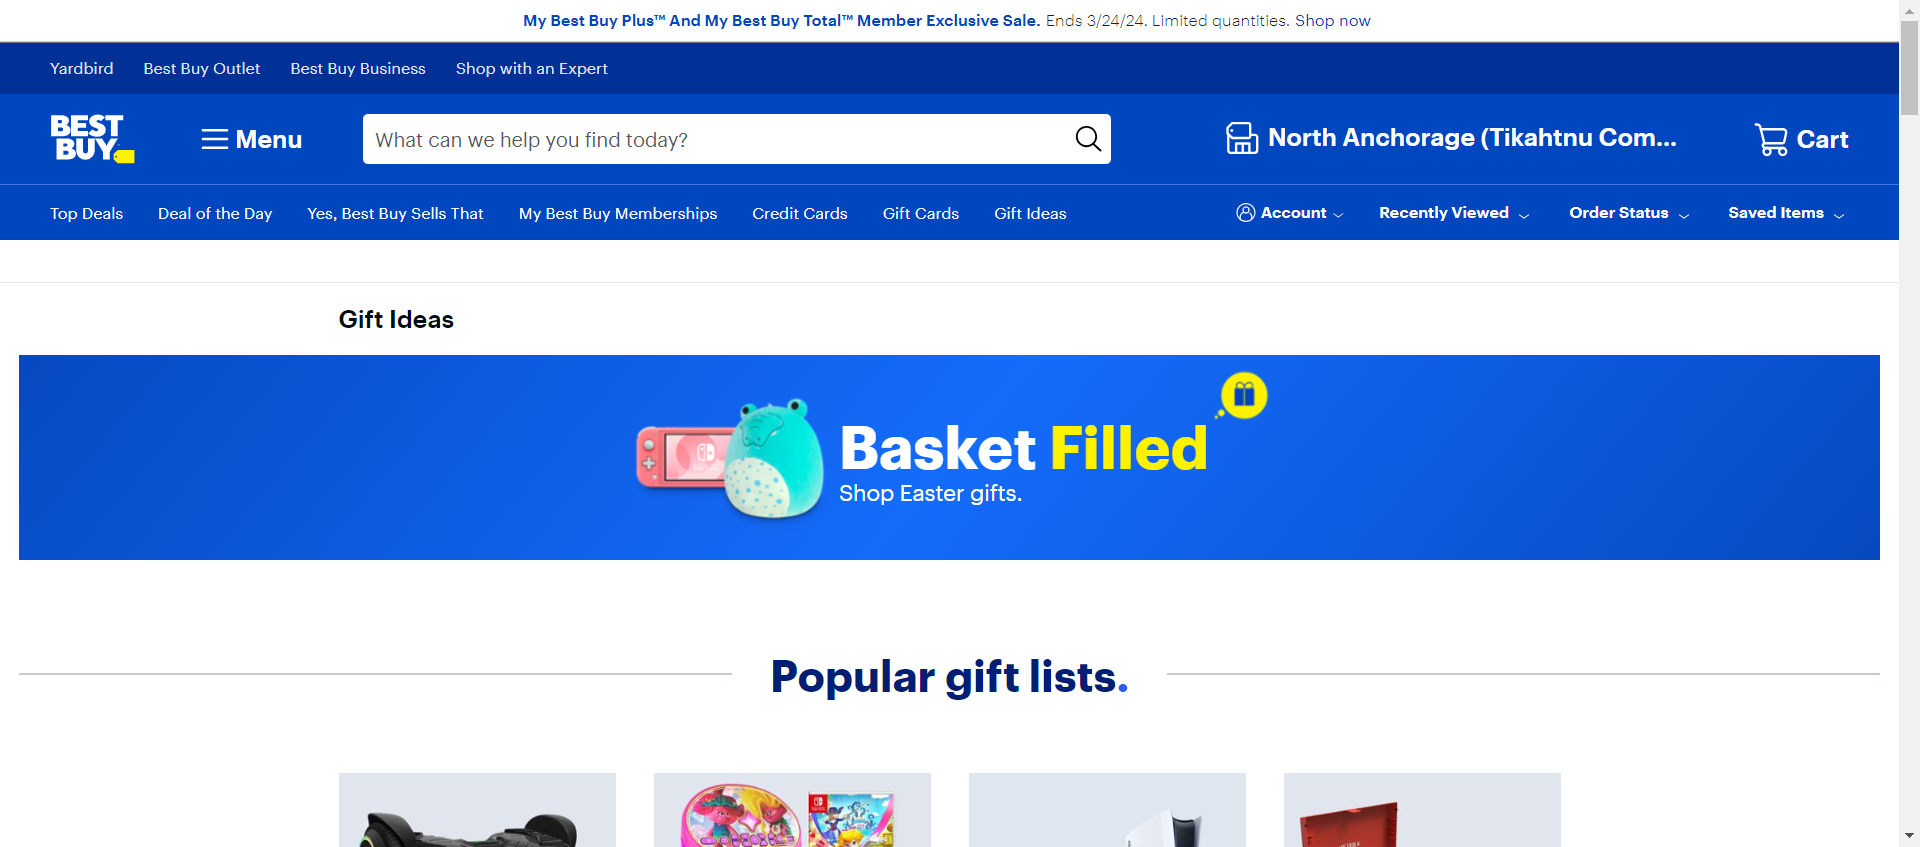 My Best Buy Plus™ And My Best Buy Total™ Member Exclusive Sale. Ends 3/24/24. Limited quantities. Shop now
Yardbird Best Buy Outlet Best Buy Business Shop with an Expert
BEST
BUY
Menu
What can we help you find today?
North Anchorage (Tikahtnu Com...
Cart
Top Deals Deal of the Day Yes, Best Buy Sells That My Best Buy Memberships Credit Cards Gift Cards Gift Ideas Account Recently Viewed Order Status Saved Items
Gift Ideas
Basket Filled
Shop Easter gifts.
Popular gift lists.